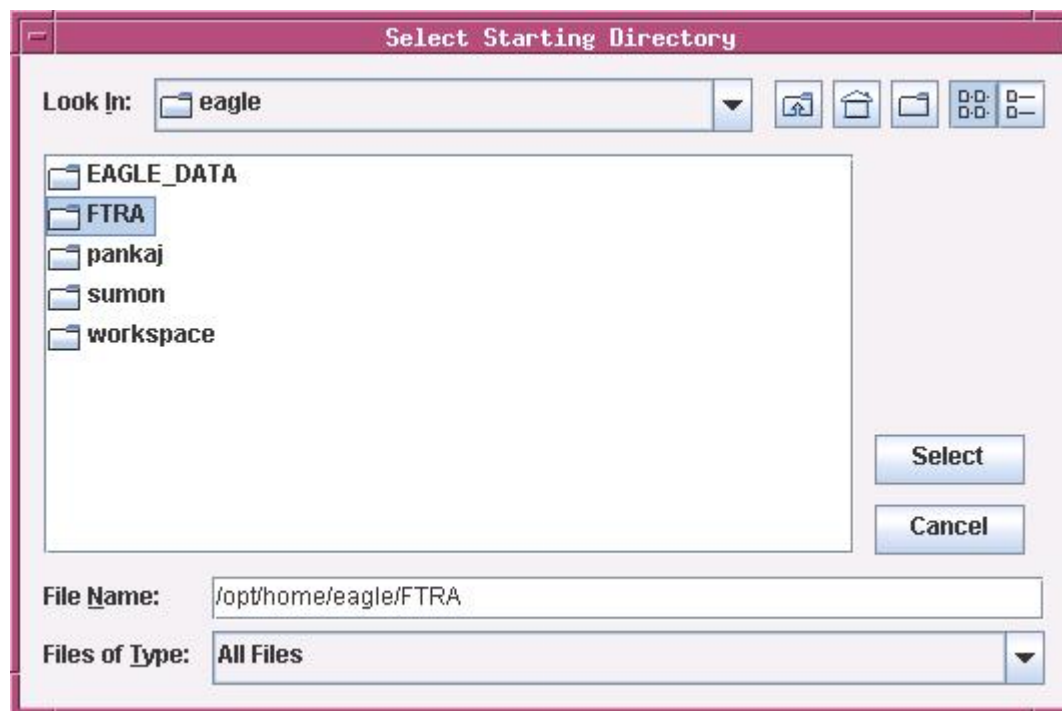 Select Starting Directory
Look In: eagle
EAGLE_DATA
FTRA
pankaj
sumon
workspace
Select
Cancel
File Name: /opt/home/eagle/FTRA
Files of Type: All Files